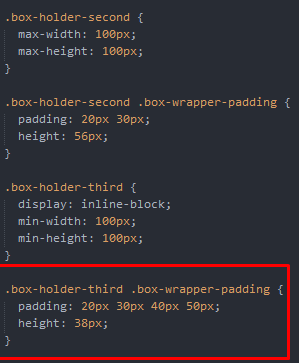 .box-holder-second {
  max-width: 100px;
  max-height: 100px;
}

.box-holder-second .box-wrapper-padding {
  padding: 20px 30px;
  height: 56px;
}

.box-holder-third {
  display: inline-block;
  min-width: 100px;
  min-height: 100px;
}

.box-holder-third .box-wrapper-padding {
  padding: 20px 30px 40px 50px;
  height: 38px;
}